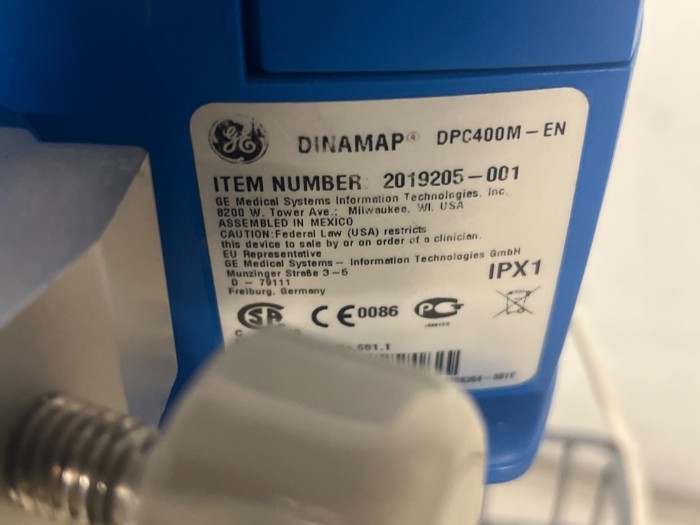 GE DINAMAP® DPC400M-EN
ITEM NUMBER: 2019205-001
GE Medical Systems Information Technologies, Inc.
8200 W. Tower Ave.; Milwaukee, WI. USA
ASSEMBLED IN MEXICO
CAUTION:Federal Law (USA) restricts
this device to sale by or on order of a clinician.
EU Representative
GE Medical Systems - Information Technologies GmbH
Munzinger Straße 3-5
D - 79111
Freiburg, Germany
IPX1
CE 0086